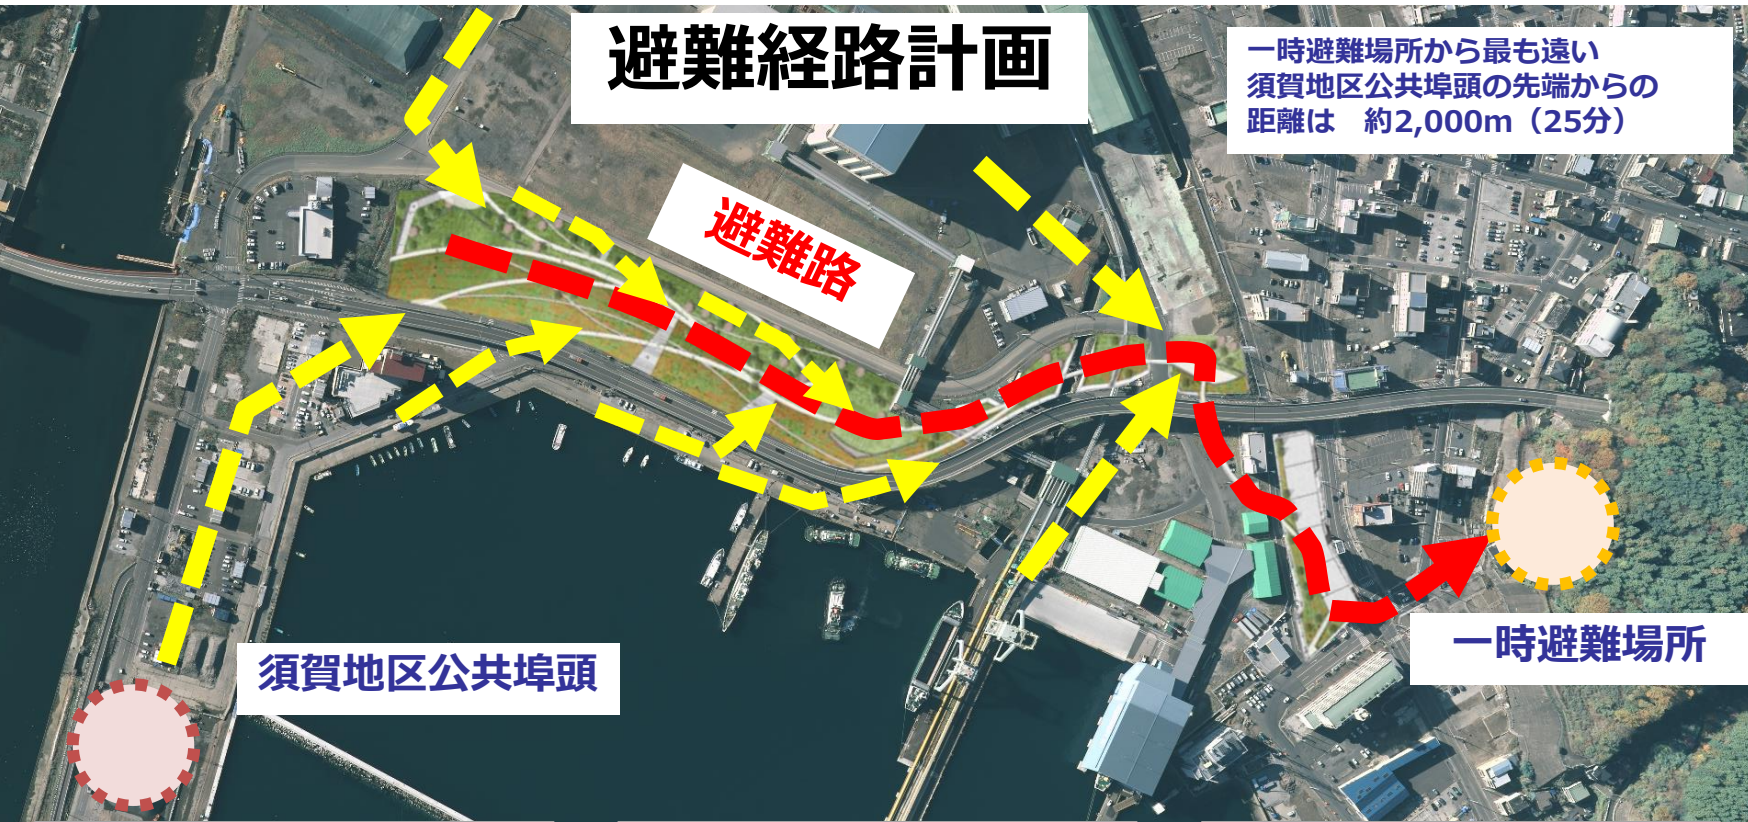 避難経路計画
一時避難場所から最も遠い
須賀地区公共埠頭の先端からの
距離は　約2,000m（25分）
避難路
須賀地区公共埠頭
一時避難場所